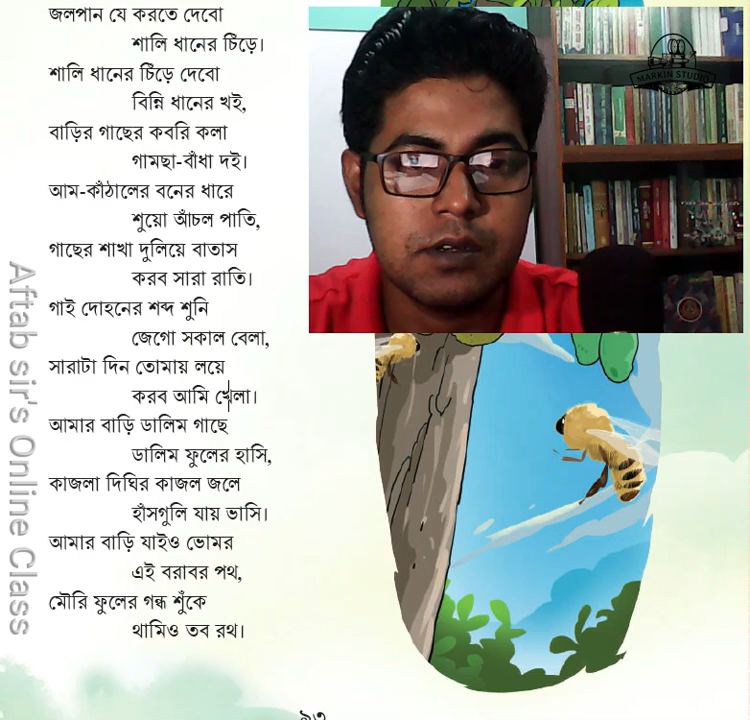 জলপান যে করতে দেবো
শালি ধানের চিঁড়ে।
শালি ধানের চিঁড়ে দেবো
বিন্নি ধানের খই,
বাড়ির গাছের কবরি কলা
গামছা-বাঁধা দই।
আম-কাঁঠালের বনের ধারে
শুয়ো আঁচল পাতি,
গাছের শাখা দুলিয়ে বাতাস
করব সারা রাতি।
গাই দোহনের শব্দ শুনি
জেগো সকাল বেলা,
সারাটা দিন তোমায় লয়ে
করব আমি খেলা।
আমার বাড়ি ডালিম গাছে
ডালিম ফুলের হাসি,
কাজলা দিঘির কাজল জলে
হাঁসগুলি যায় ভাসি।
আমার বাড়ি যাইও ভোমর
এই বরাবর পথ,
মৌরি ফুলের গন্ধ শুঁকে
থামিও তব রথ।
৯৩
Aftab sir's Online Class
MARKIN STUDIO